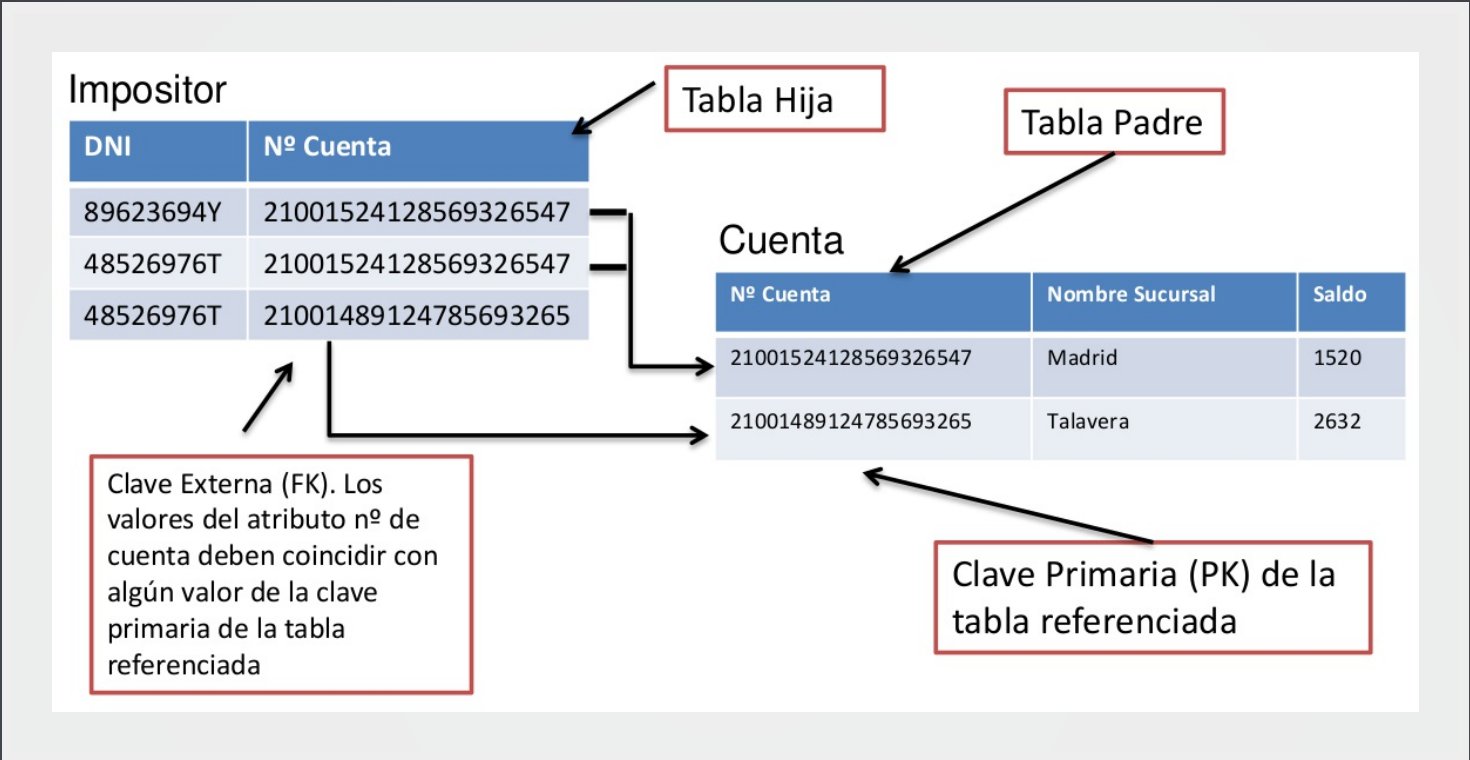 Impositor
Tabla Hija
Tabla Padre
DNI Nº Cuenta
89623694Y 21001524128569326547
48526976T 21001524128569326547
48526976T 21001489124785693265
Cuenta
Nº Cuenta Nombre Sucursal Saldo
21001524128569326547 Madrid 1520
21001489124785693265 Talavera 2632
Clave Externa (FK). Los
valores del atributo nº de
cuenta deben coincidir con
algún valor de la clave
primaria de la tabla
referenciada
Clave Primaria (PK) de la
tabla referenciada